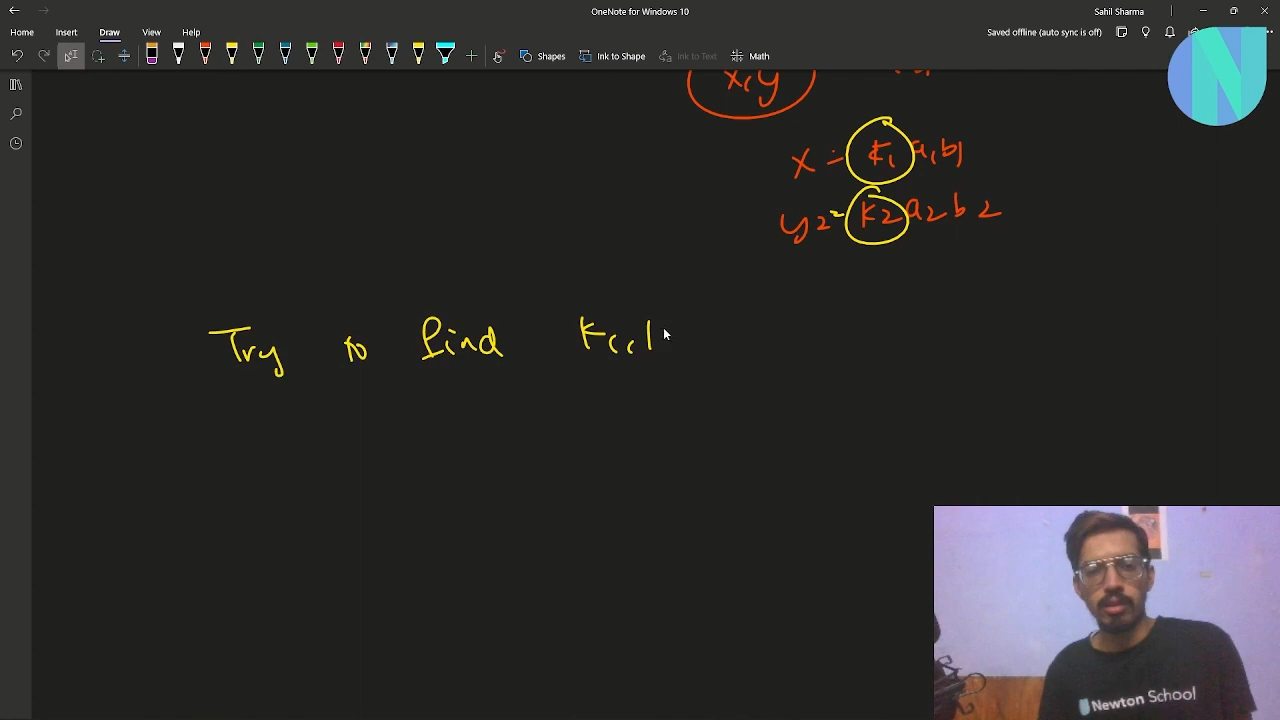 OneNote for Windows 10
Sahil Sharma
Home Insert Draw View Help
Saved offline (auto sync is off)
Shapes Ink to Shape Ink to Text Math
x, y
x = K1 a1 b1
y2 = K2 a2 b2
Try to find
Newton School